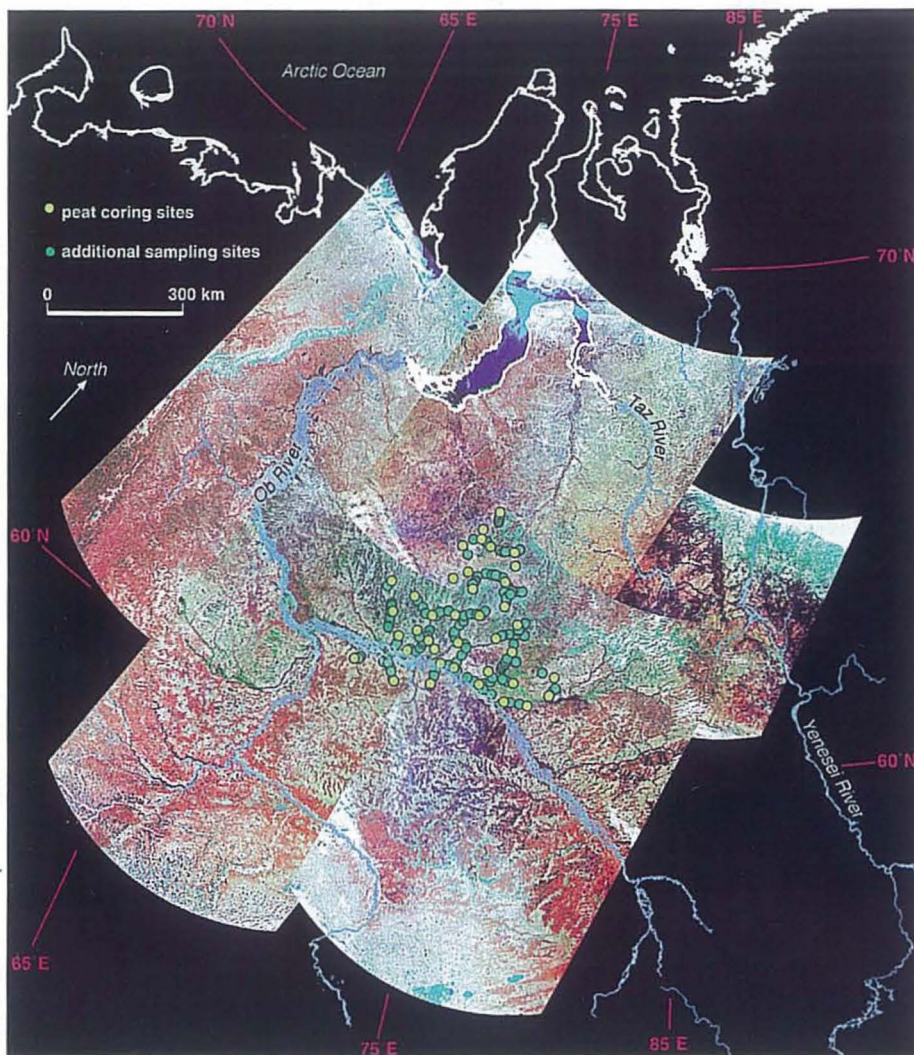 70°N
65°E
75°E
85°E
Arctic Ocean
peat coring sites
additional sampling sites
0 300 km
North
70°N
Taz River
Ob River
60°N
Yenesei River
60°N
65°E
75°E
85°E